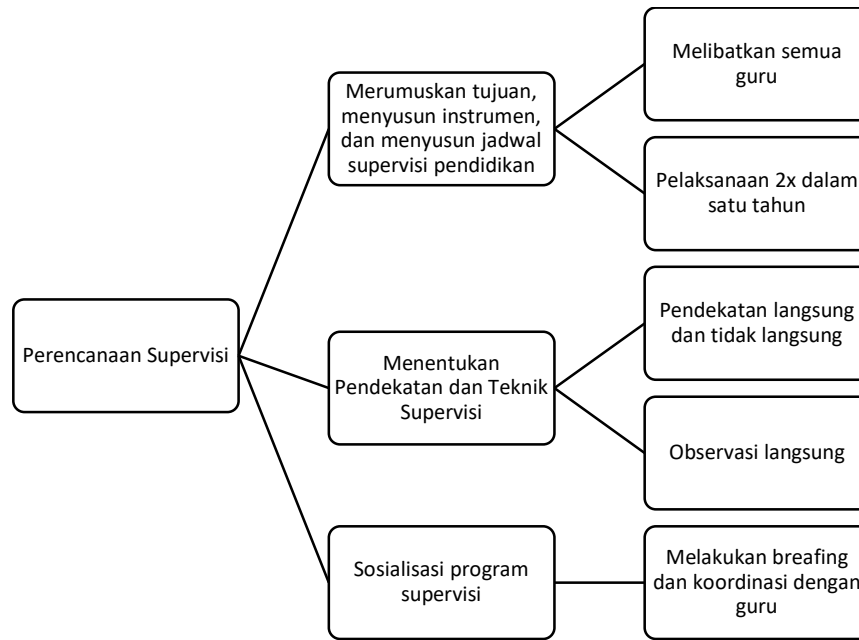 Perencanaan Supervisi
Merumuskan tujuan,
menyusun instrumen,
dan menyusun jadwal
supervisi pendidikan
Melibatkan semua
guru
Pelaksanaan 2x dalam
satu tahun
Menentukan
Pendekatan dan Teknik
Supervisi
Pendekatan langsung
dan tidak langsung
Observasi langsung
Sosialisasi program
supervisi
Melakukan breafing
dan koordinasi dengan
guru